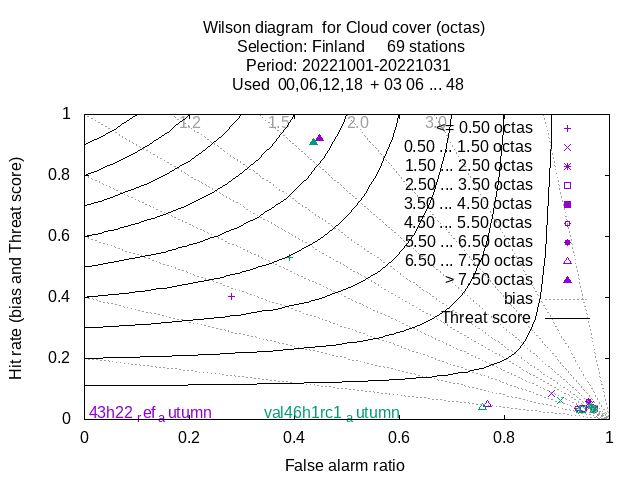 Wilson diagram for Cloud cover (octas)
Selection: Finland 69 stations
Period: 20221001-20221031
Used 00,06,12,18 + 03 06 ... 48
Hit rate (bias and Threat score)
1
0.8
0.6
0.4
0.2
0
1.2
1.5
2.0
3.0
<= 0.50 octas
0.50 ... 1.50 octas
1.50 ... 2.50 octas
2.50 ... 3.50 octas
3.50 ... 4.50 octas
4.50 ... 5.50 octas
5.50 ... 6.50 octas
6.50 ... 7.50 octas
> 7.50 octas
bias
Threat score
43h22 ref autumn
val46h1rc1 autumn
0 0.2 0.4 0.6 0.8 1
False alarm ratio